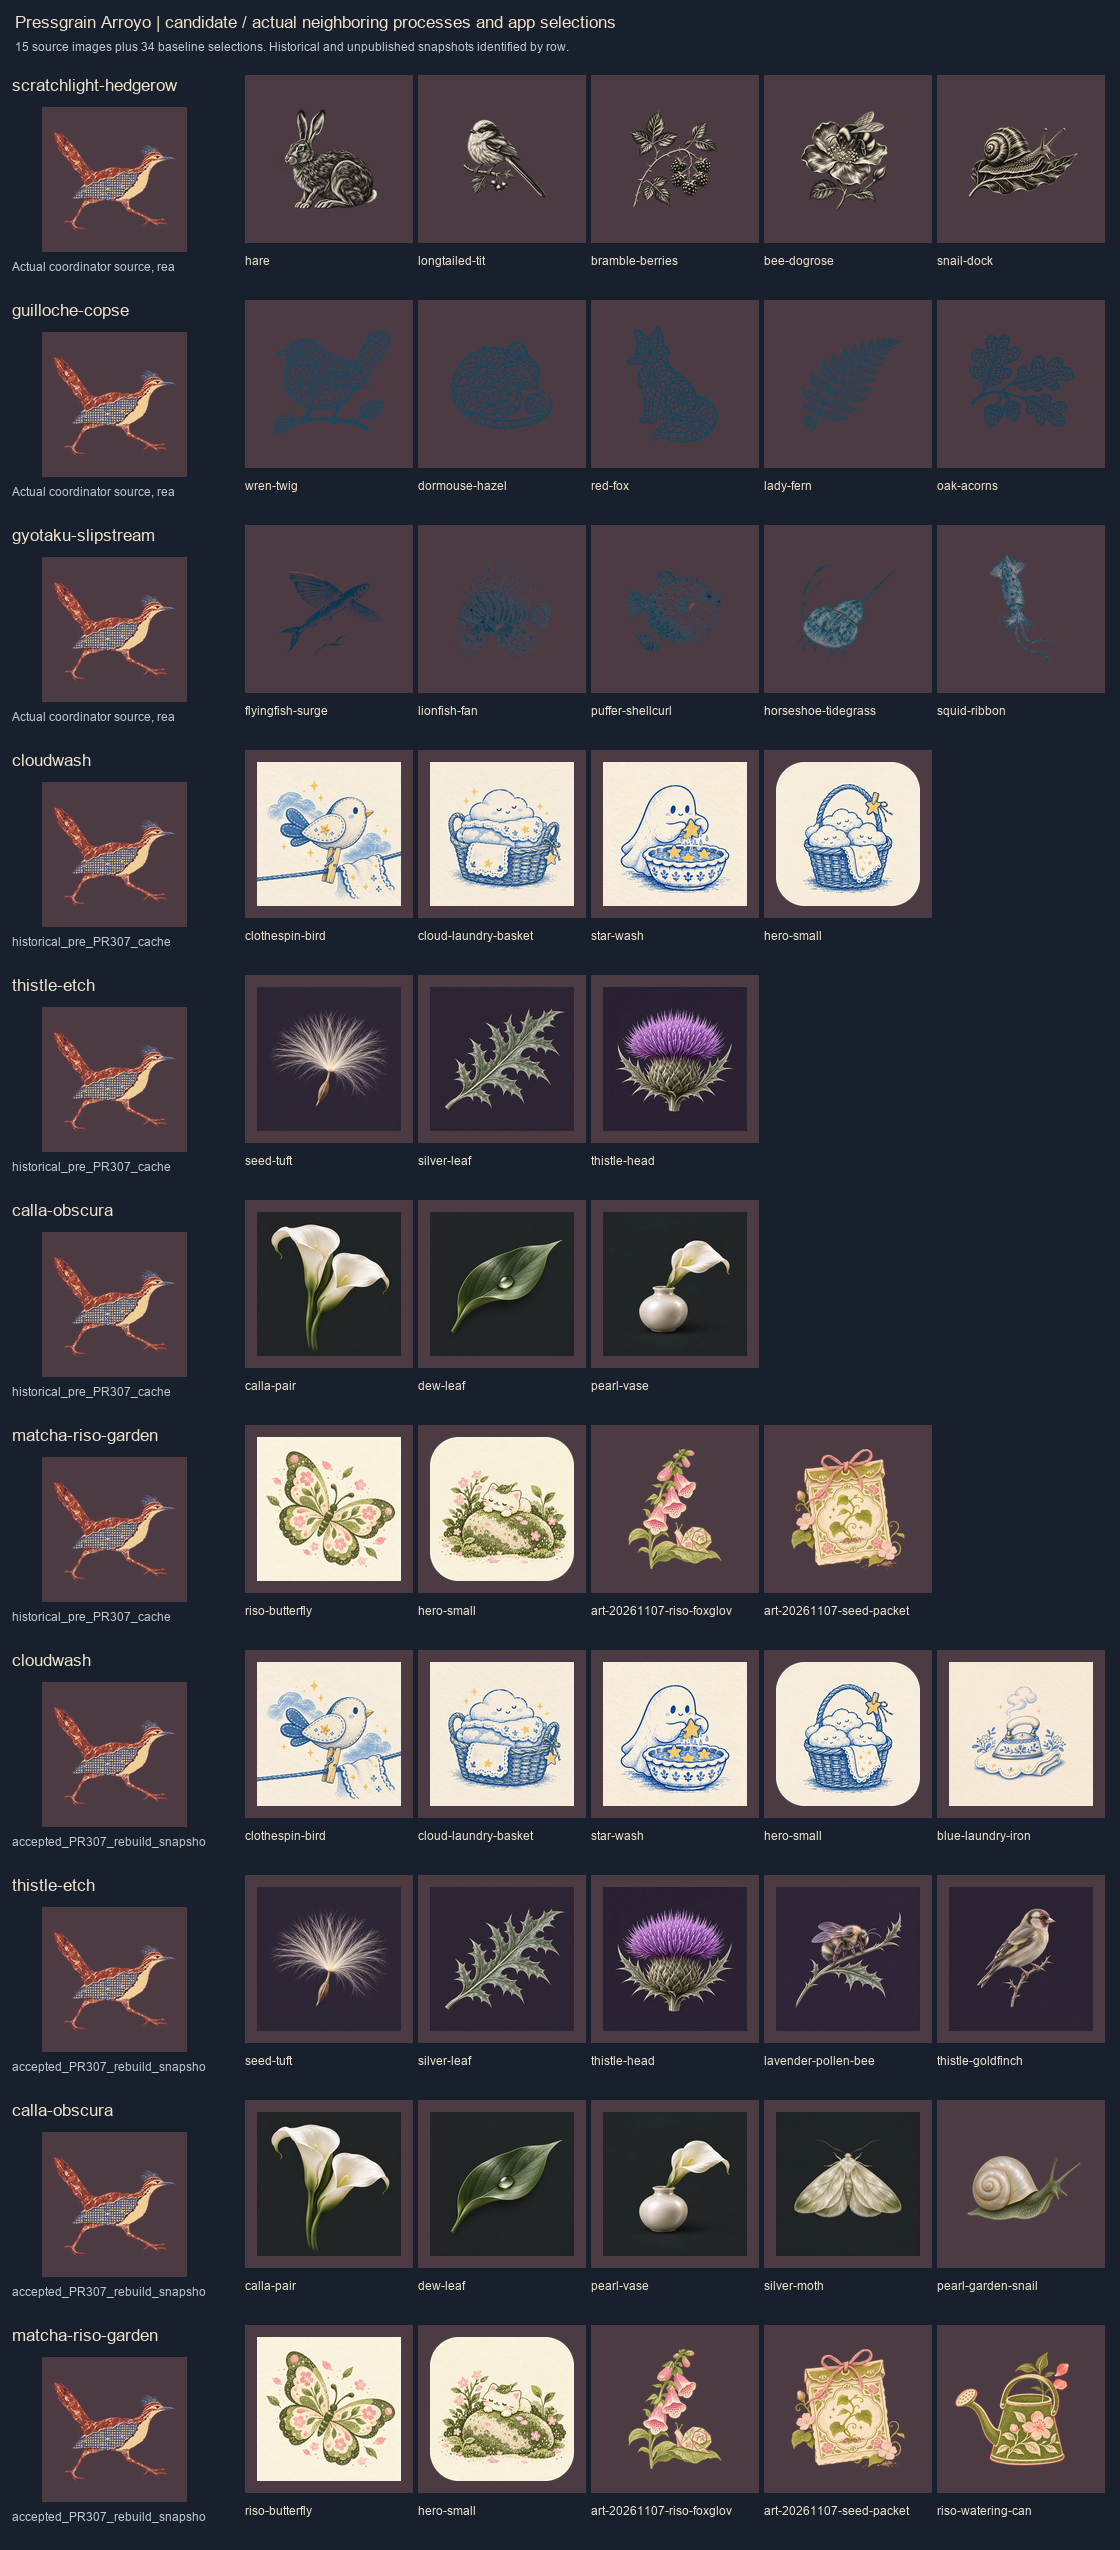 Pressgrain Arroyo | candidate / actual neighboring processes and app selections
15 source images plus 34 baseline selections. Historical and unpublished snapshots identified by row.
scratchlight-hedgerow
Actual coordinator source, rea
hare
longtailed-tit
bramble-berries
bee-dogrose
snail-dock
guilloche-copse
Actual coordinator source, rea
wren-twig
dormouse-hazel
red-fox
lady-fern
oak-acorns
gyotaku-slipstream
Actual coordinator source, rea
flyingfish-surge
lionfish-fan
puffer-shellcurl
horseshoe-tidegrass
squid-ribbon
cloudwash
historical_pre_PR307_cache
clothespin-bird
cloud-laundry-basket
star-wash
hero-small
thistle-etch
historical_pre_PR307_cache
seed-tuft
silver-leaf
thistle-head
calla-obscura
historical_pre_PR307_cache
calla-pair
dew-leaf
pearl-vase
matcha-riso-garden
historical_pre_PR307_cache
riso-butterfly
hero-small
art-20261107-riso-foxglov
art-20261107-seed-packet
cloudwash
accepted_PR307_rebuild_snapsho
clothespin-bird
cloud-laundry-basket
star-wash
hero-small
blue-laundry-iron
thistle-etch
accepted_PR307_rebuild_snapsho
seed-tuft
silver-leaf
thistle-head
lavender-pollen-bee
thistle-goldfinch
calla-obscura
accepted_PR307_rebuild_snapsho
calla-pair
dew-leaf
pearl-vase
silver-moth
pearl-garden-snail
matcha-riso-garden
accepted_PR307_rebuild_snapsho
riso-butterfly
hero-small
art-20261107-riso-foxglov
art-20261107-seed-packet
riso-watering-can